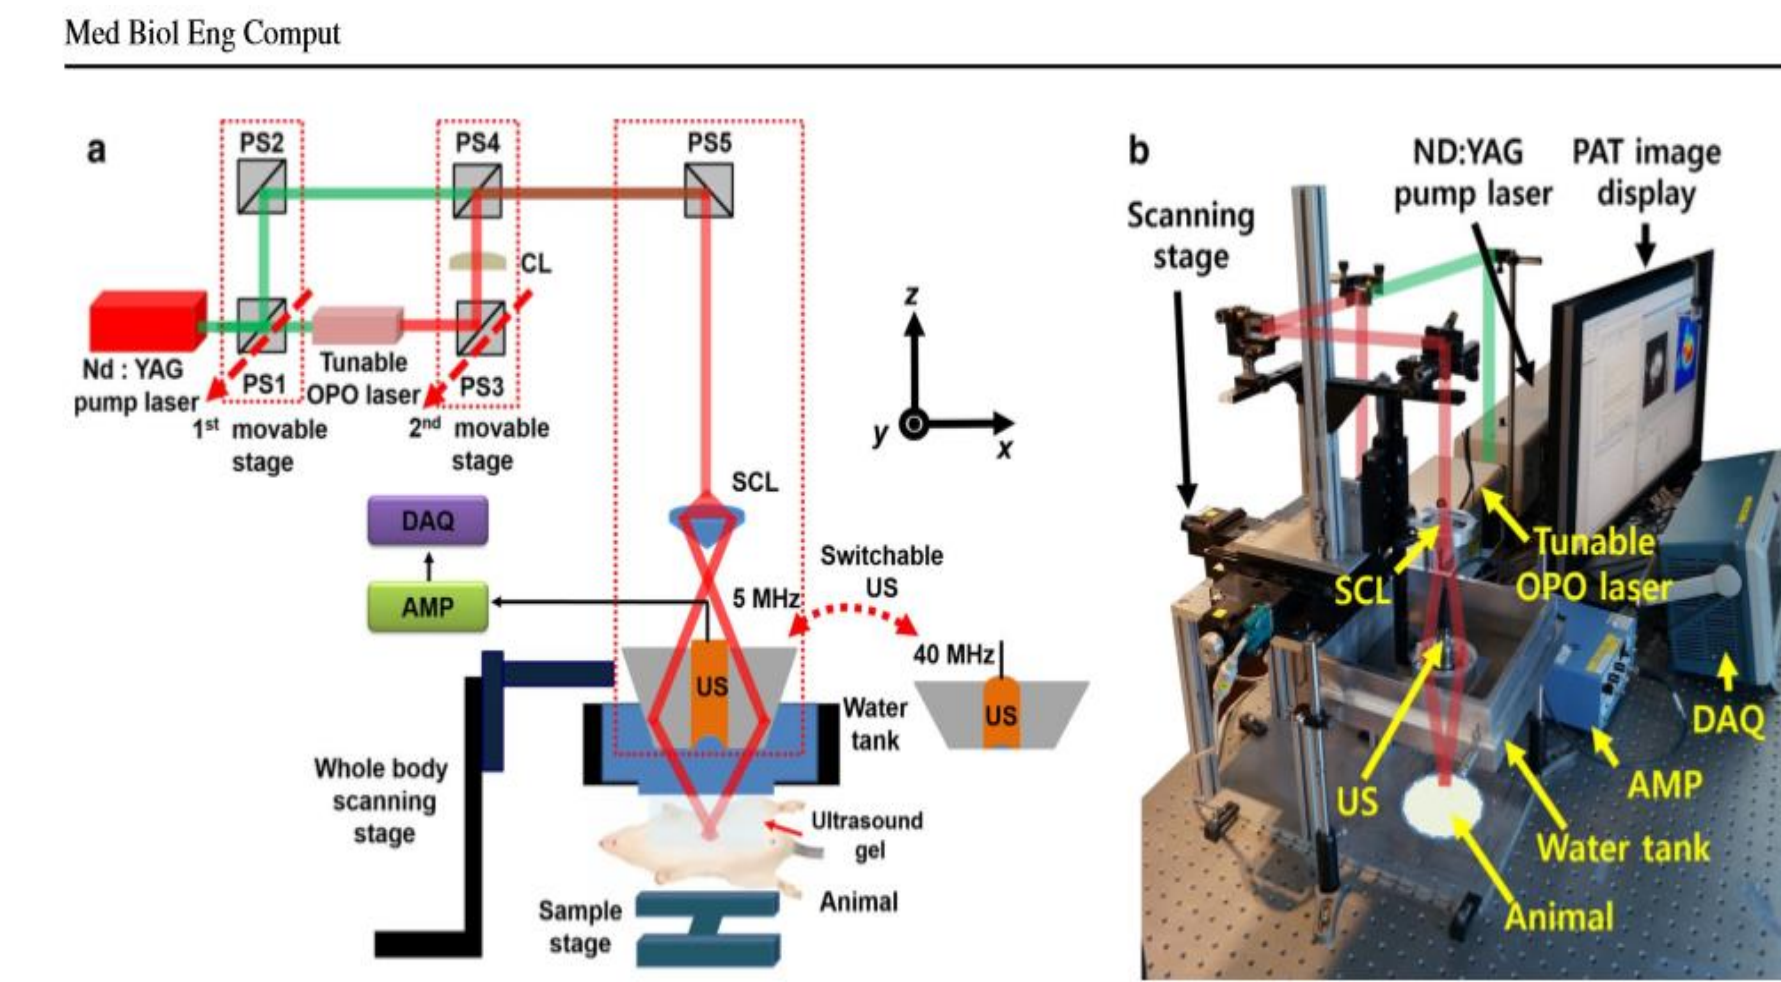 Med Biol Eng Comput
a
PS2
PS4
PS5
CL
Nd : YAG
pump laser
PS1
Tunable
OPO laser
PS3
1st movable
stage
2nd movable
stage
z
y
x
SCL
DAQ
AMP
5 MHz
Switchable
US
40 MHz
US
US
Water
tank
Whole body
scanning
stage
Ultrasound
gel
Animal
Sample
stage
b
Scanning
stage
ND:YAG
pump laser
PAT image
display
Tunable
OPO laser
SCL
DAQ
AMP
US
Water tank
Animal